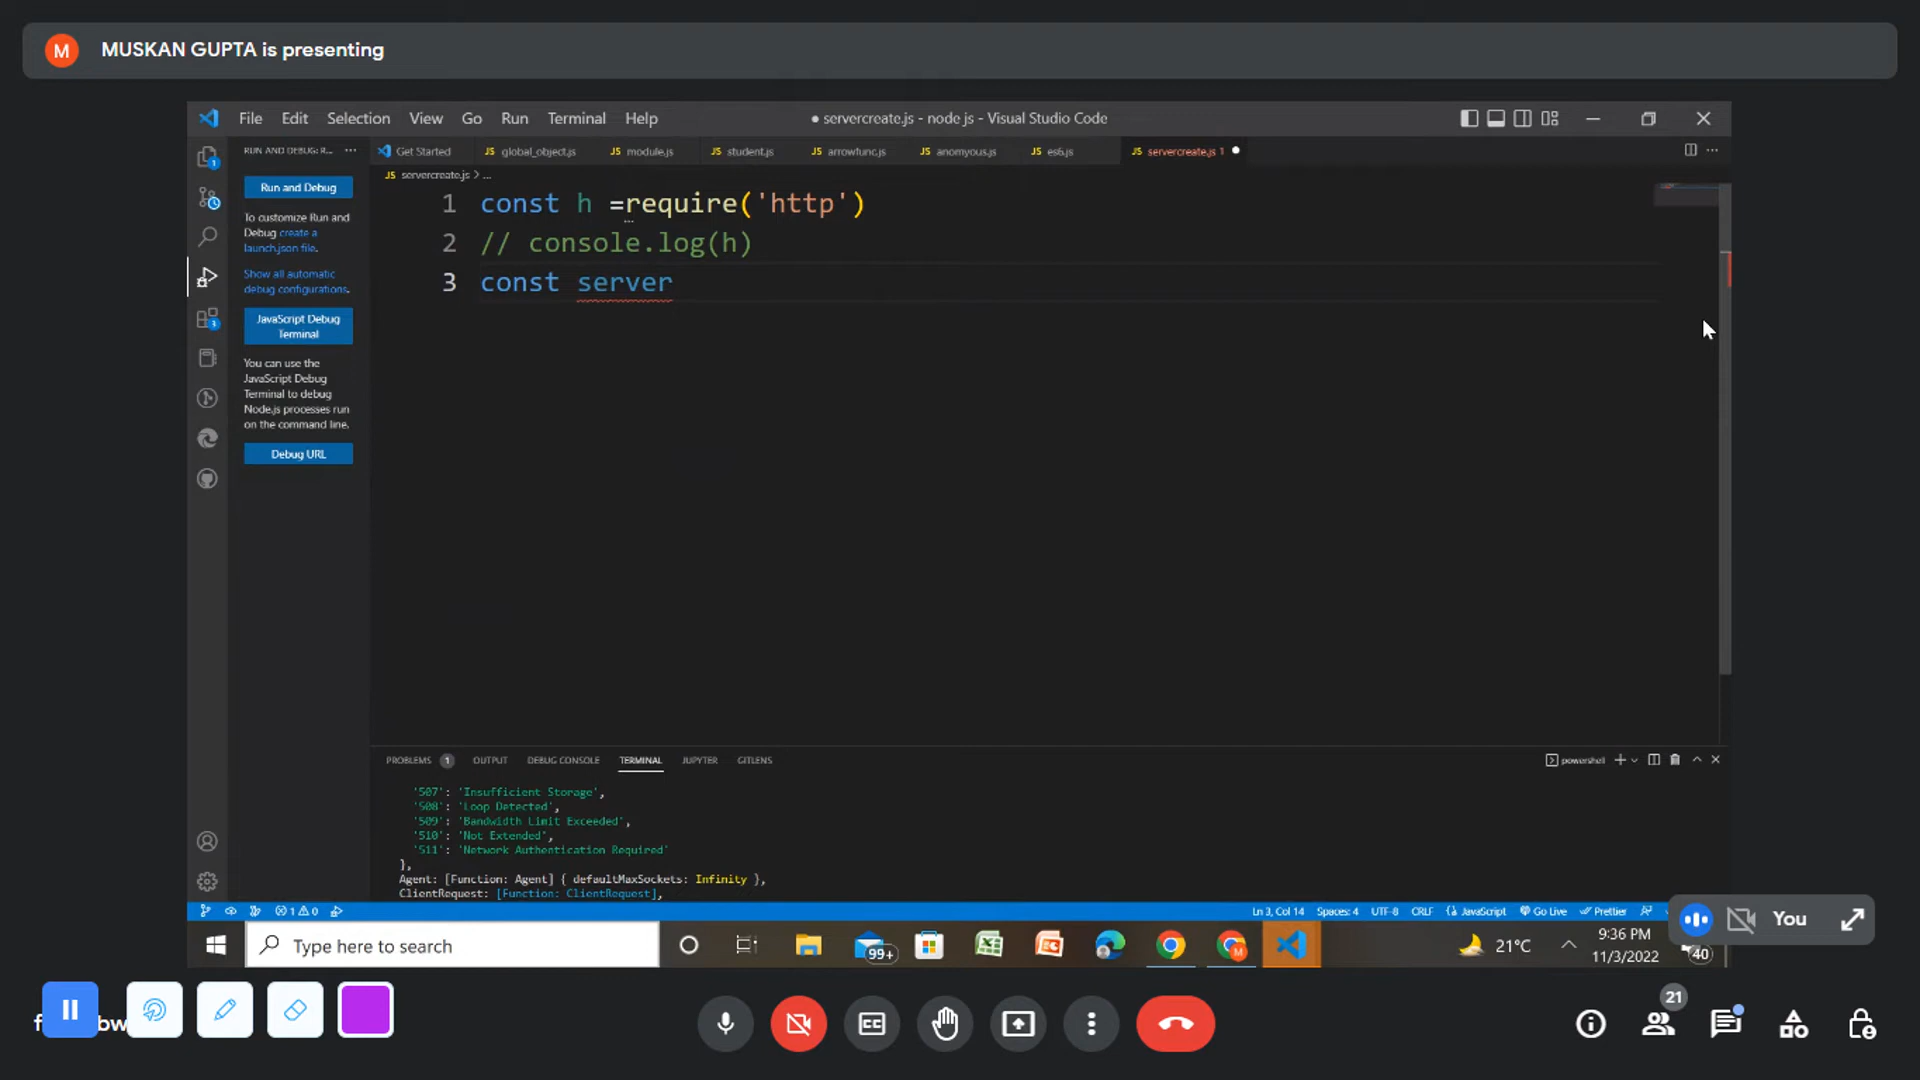 M MUSKAN GUPTA is presenting
File Edit Selection View Go Run Terminal Help
● servercreate.js - node js - Visual Studio Code
RUN AND DEBUG: R... ···
Get Started
JS global_object.js
JS module.js
JS student.js
JS arrowfunc.js
JS anomyous.js
JS es6.js
JS servercreate.js 1 ●
JS servercreate.js > ...
Run and Debug
To customize Run and
Debug create a
launch.json file.
Show all automatic
debug configurations.
JavaScript Debug
Terminal
You can use the
JavaScript Debug
Terminal to debug
Node.js processes run
on the command line.
Debug URL
1 const h =require('http')
2 // console.log(h)
3 const server
PROBLEMS 1 OUTPUT DEBUG CONSOLE TERMINAL JUPYTER GITLENS
powershell
'507': 'Insufficient Storage',
'508': 'Loop Detected',
'509': 'Bandwidth Limit Exceeded',
'510': 'Not Extended',
'511': 'Network Authentication Required'
},
Agent: [Function: Agent] { defaultMaxSockets: Infinity },
ClientRequest: [Function: ClientRequest],
1 0 Ln 3, Col 14 Spaces: 4 UTF-8 CRLF JavaScript Go Live Prettier
You
Type here to search
99+
21°C
9:36 PM
11/3/2022
40
CC
21